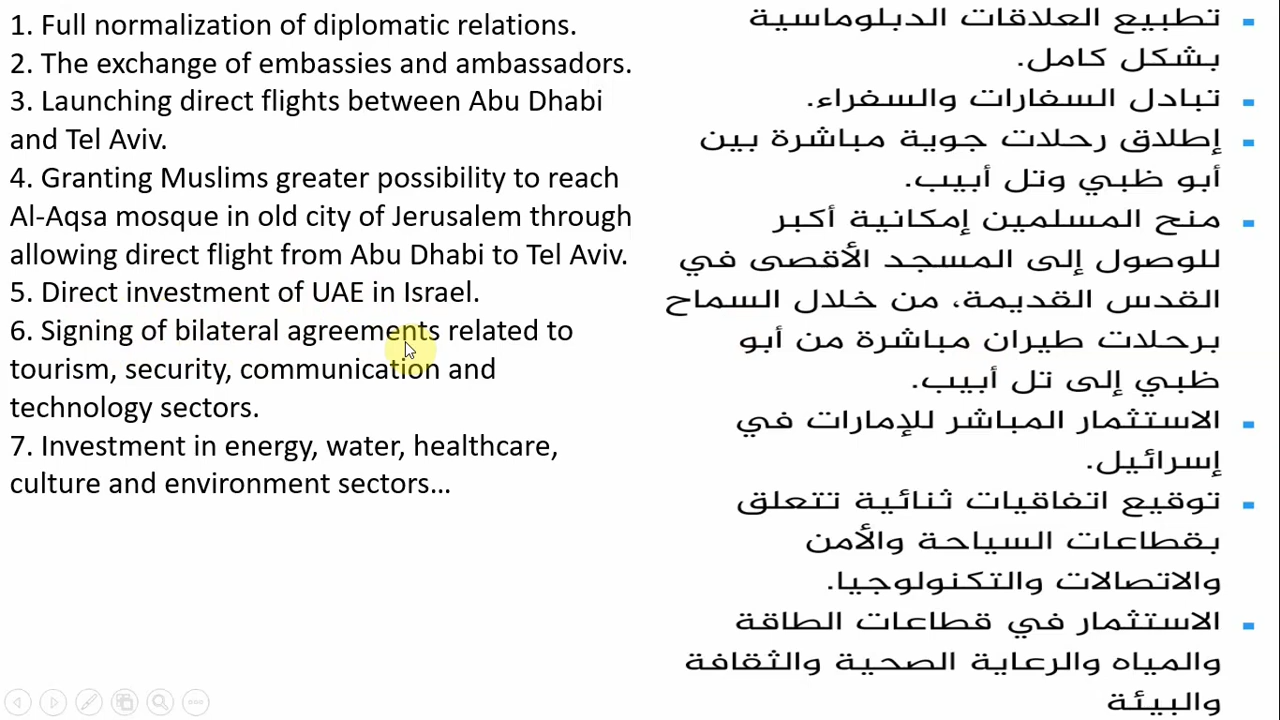 1. Full normalization of diplomatic relations.
2. The exchange of embassies and ambassadors.
3. Launching direct flights between Abu Dhabi
and Tel Aviv.
4. Granting Muslims greater possibility to reach
Al-Aqsa mosque in old city of Jerusalem through
allowing direct flight from Abu Dhabi to Tel Aviv.
5. Direct investment of UAE in Israel.
6. Signing of bilateral agreements related to
tourism, security, communication and
technology sectors.
7. Investment in energy, water, healthcare,
culture and environment sectors...
تطبيع العلاقات الدبلوماسية
بشكل كامل.
تبادل السفارات والسفراء.
إطلاق رحلات جوية مباشرة بين
أبو ظبي وتل أبيب.
منح المسلمين إمكانية أكبر
للوصول إلى المسجد الأقصى في
القدس القديمة، من خلال السماح
برحلات طيران مباشرة من أبو
ظبي إلى تل أبيب.
الاستثمار المباشر للإمارات في
إسرائيل.
توقيع اتفاقيات ثنائية تتعلق
بقطاعات السياحة والأمن
والاتصالات والتكنولوجيا.
الاستثمار في قطاعات الطاقة
والمياه والرعاية الصحية والثقافة
والبيئة